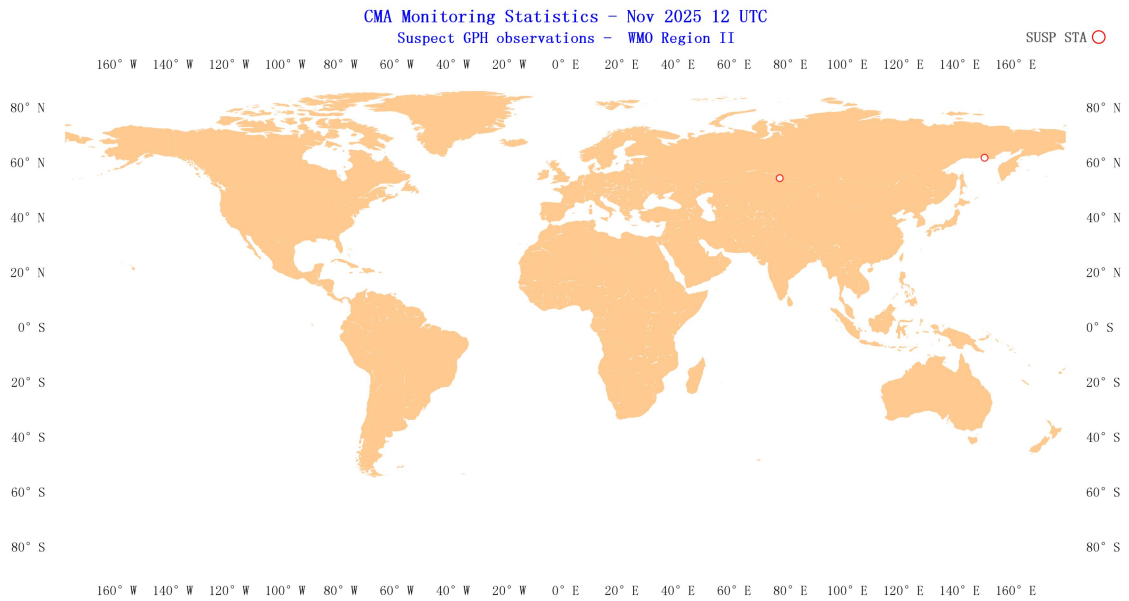 CMA Monitoring Statistics - Nov 2025 12 UTC
Suspect GPH observations - WMO Region II
SUSP STA
160° W 140° W 120° W 100° W 80° W 60° W 40° W 20° W 0° E 20° E 40° E 60° E 80° E 100° E 120° E 140° E 160° E
80° N 80° N
60° N 60° N
40° N 40° N
20° N 20° N
0° S 0° S
20° S 20° S
40° S 40° S
60° S 60° S
80° S 80° S
160° W 140° W 120° W 100° W 80° W 60° W 40° W 20° W 0° E 20° E 40° E 60° E 80° E 100° E 120° E 140° E 160° E